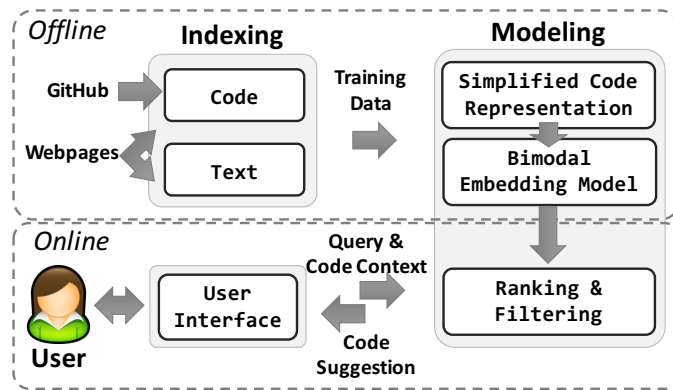 Offline
Indexing
Modeling
GitHub
Code
Training
Data
Simplified Code
Representation
Webpages
Text
Bimodal
Embedding Model
Online
Query &
Code Context
User
Interface
Ranking &
Filtering
User
Code
Suggestion